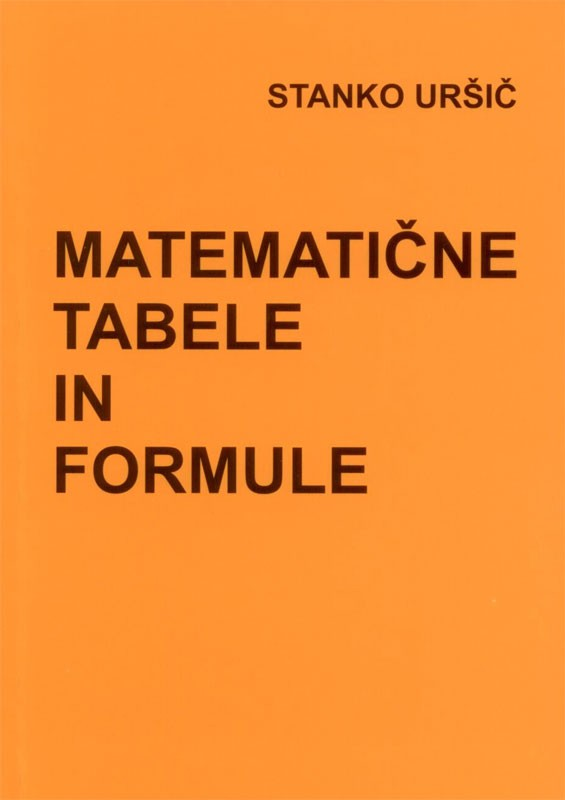 STANKO URŠIČ
MATEMATIČNE
TABELE
IN
FORMULE